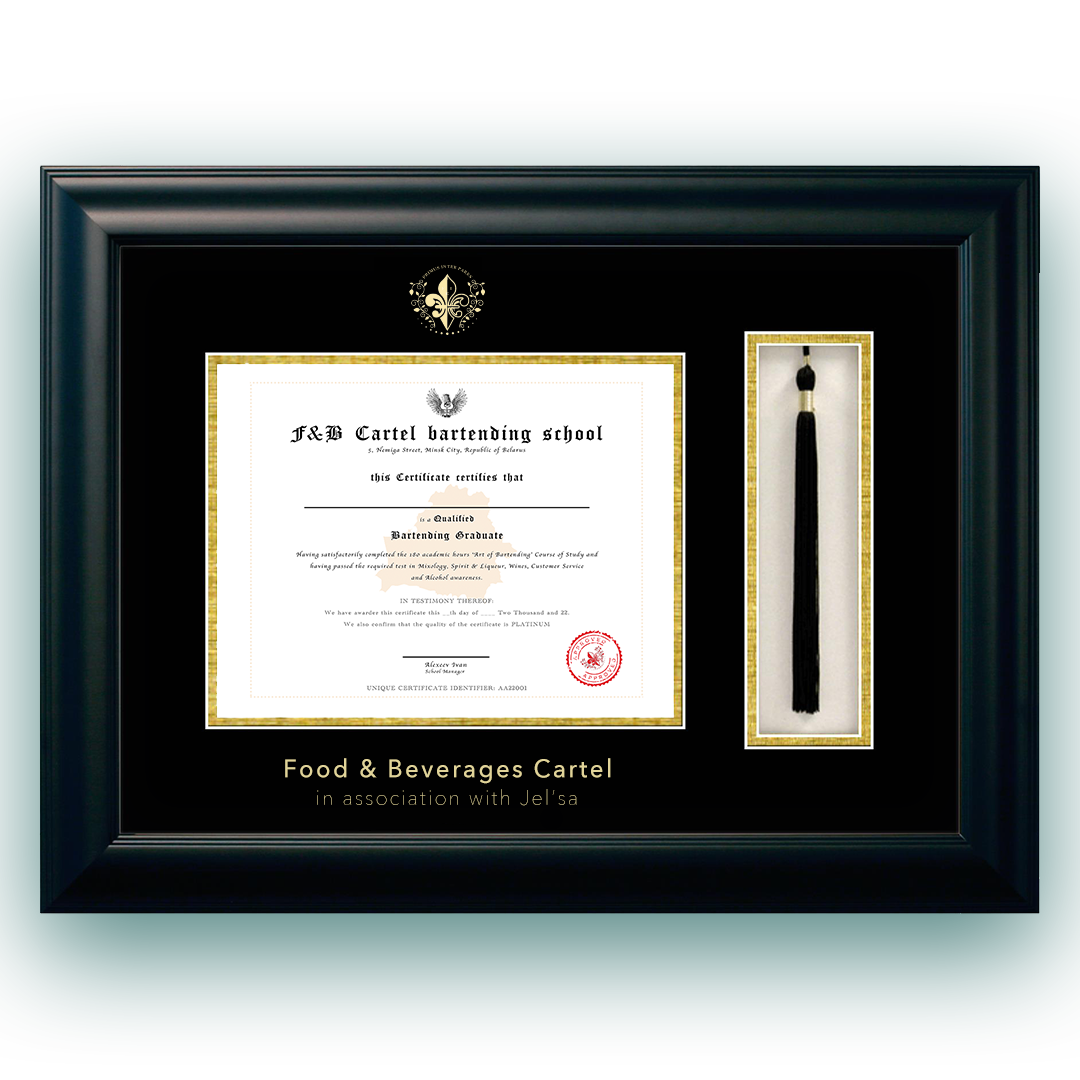 PRIMUS INTER PARES
F&B Cartel bartending school
5, Nemiga Street, Minsk City, Republic of Belarus
this Certificate certifies that
is a Qualified
Bartending Graduate
Having satisfactorily completed the 180 academic hours "Art of Bartending" Course of Study and
having passed the required test in Mixology, Spirit & Liqueur, Wines, Customer Service
and Alcohol awareness.
IN TESTIMONY THEREOF:
We have awarder this certificate this __th day of ____ Two Thousand and 22.
We also confirm that the quality of the certificate is PLATINUM
APPROVED
APPROVED
Alexeev Ivan
School Manager
UNIQUE CERTIFICATE IDENTIFIER: AA22001
Food & Beverages Cartel
in association with Jel'sa